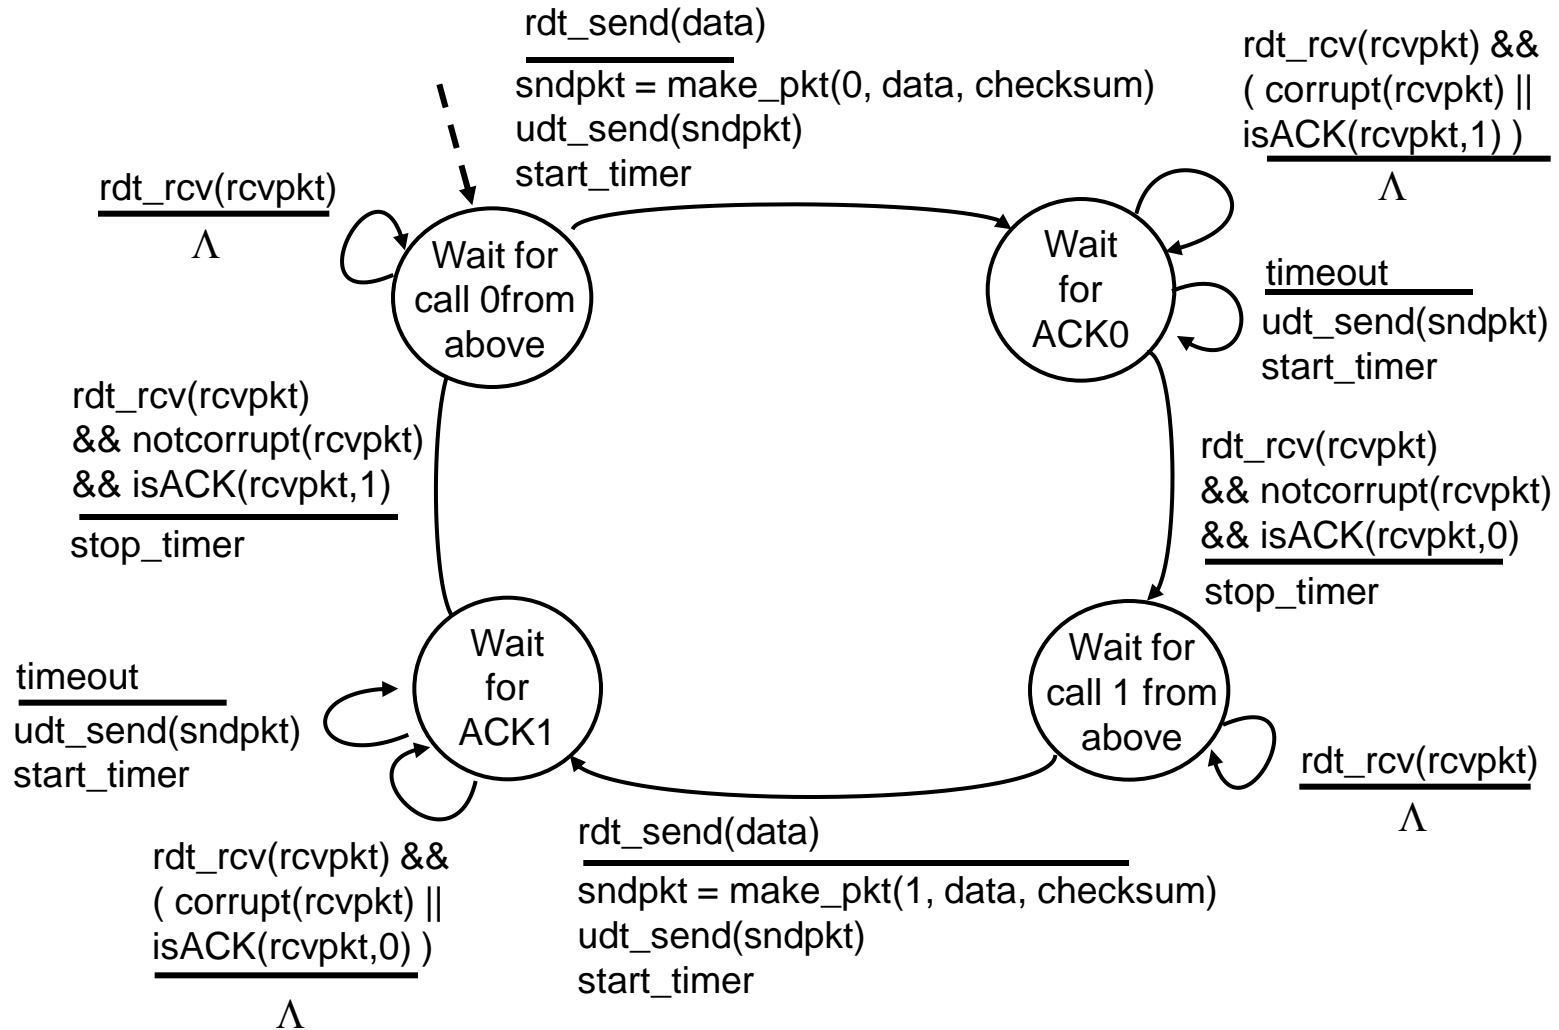 rdt_send(data)
sndpkt = make_pkt(0, data, checksum)
udt_send(sndpkt)
start_timer
rdt_rcv(rcvpkt) &&
( corrupt(rcvpkt) ||
isACK(rcvpkt,1) )
Λ
rdt_rcv(rcvpkt)
Λ
Wait for
call 0from
above
Wait
for
ACK0
timeout
udt_send(sndpkt)
start_timer
rdt_rcv(rcvpkt)
&& notcorrupt(rcvpkt)
&& isACK(rcvpkt,1)
stop_timer
rdt_rcv(rcvpkt)
&& notcorrupt(rcvpkt)
&& isACK(rcvpkt,0)
stop_timer
timeout
udt_send(sndpkt)
start_timer
Wait
for
ACK1
Wait for
call 1 from
above
rdt_rcv(rcvpkt)
Λ
rdt_rcv(rcvpkt) &&
( corrupt(rcvpkt) ||
isACK(rcvpkt,0) )
Λ
rdt_send(data)
sndpkt = make_pkt(1, data, checksum)
udt_send(sndpkt)
start_timer